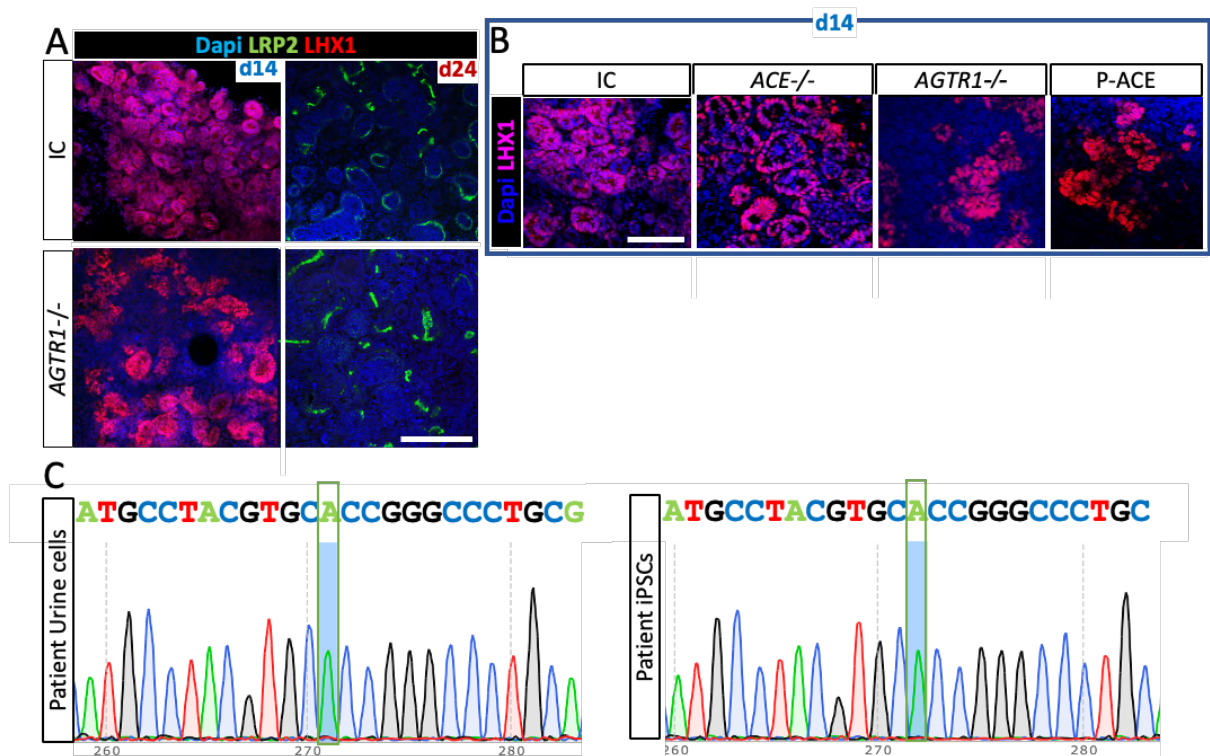 A
Dapi LRP2 LHX1
d14
d24
IC
AGTR1-/-
d14
B
IC
ACE-/-
AGTR1-/-
P-ACE
Dapi LHX1
C
Patient Urine cells
ATGCCTACGTGCACCGGGCCCTGCG
260
270
280
Patient iPSCs
ATGCCTACGTGCACCGGGCCCTGC
260
270
280